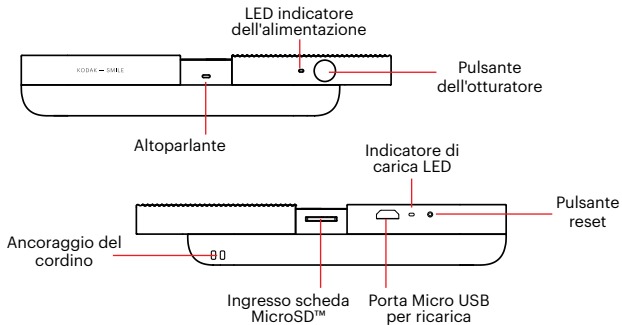 LED indicatore
dell'alimentazione
KODAK — SMILE
Pulsante
dell'otturatore
Altoparlante
Indicatore di
carica LED
Pulsante
reset
Ancoraggio del
cordino
Ingresso scheda
MicroSD™
Porta Micro USB
per ricarica